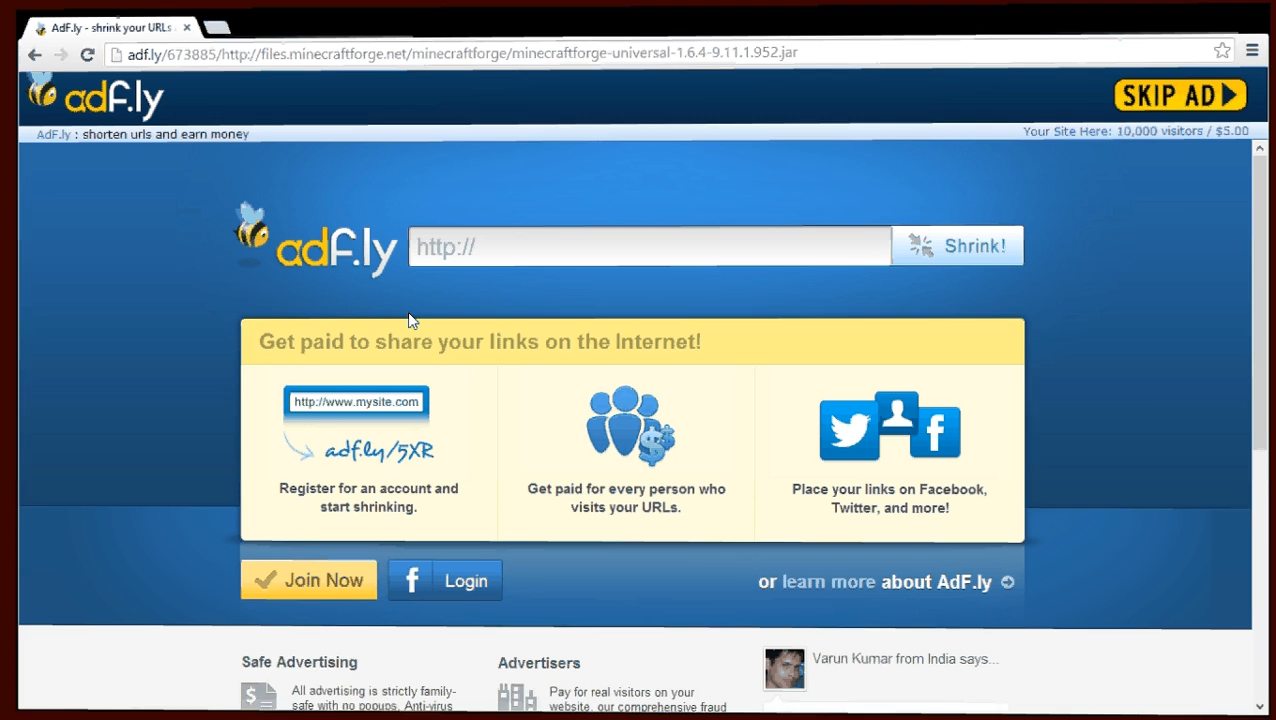 AdF.ly - shrink your URLs
adf.ly/673885/http://files.minecraftforge.net/minecraftforge/minecraftforge-universal-1.6.4-9.11.1.952.jar
adf.ly
SKIP AD
AdF.ly : shorten urls and earn money
Your Site Here: 10,000 visitors / $5.00
adf.ly
http://
Shrink!
Get paid to share your links on the Internet!
http://www.mysite.com
adf.ly/5XR
Register for an account and
start shrinking.
Get paid for every person who
visits your URLs.
Place your links on Facebook,
Twitter, and more!
Join Now
f Login
or learn more about AdF.ly
Safe Advertising
All advertising is strictly family-
safe with no popups. Anti-virus
Advertisers
Pay for real visitors on your
website, our comprehensive fraud
Varun Kumar from India says...